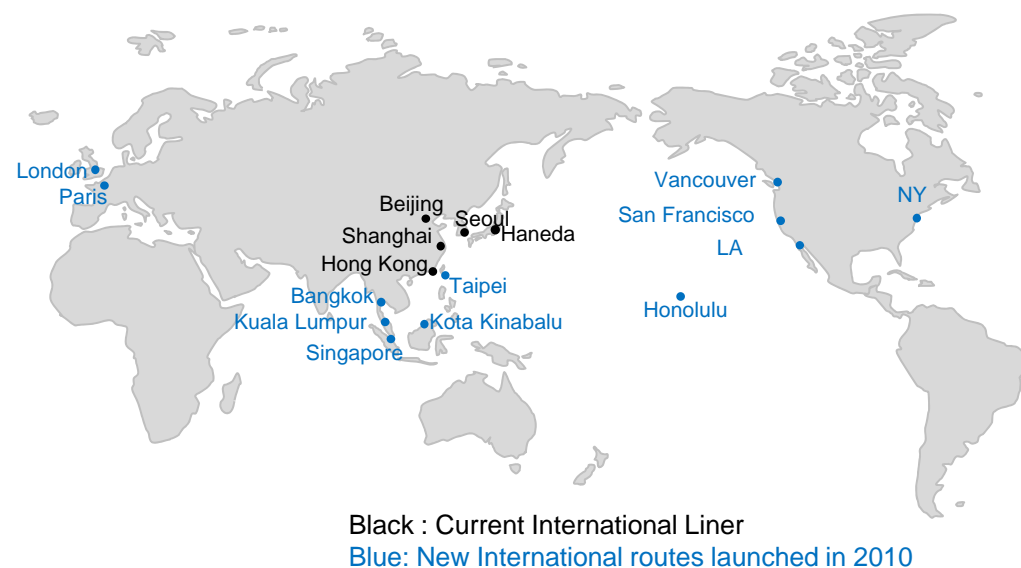 London
Paris
Beijing
Seoul
Haneda
Shanghai
Hong Kong
Taipei
Bangkok
Kuala Lumpur
Kota Kinabalu
Singapore
Vancouver
NY
San Francisco
LA
Honolulu
Black : Current International Liner
Blue: New International routes launched in 2010